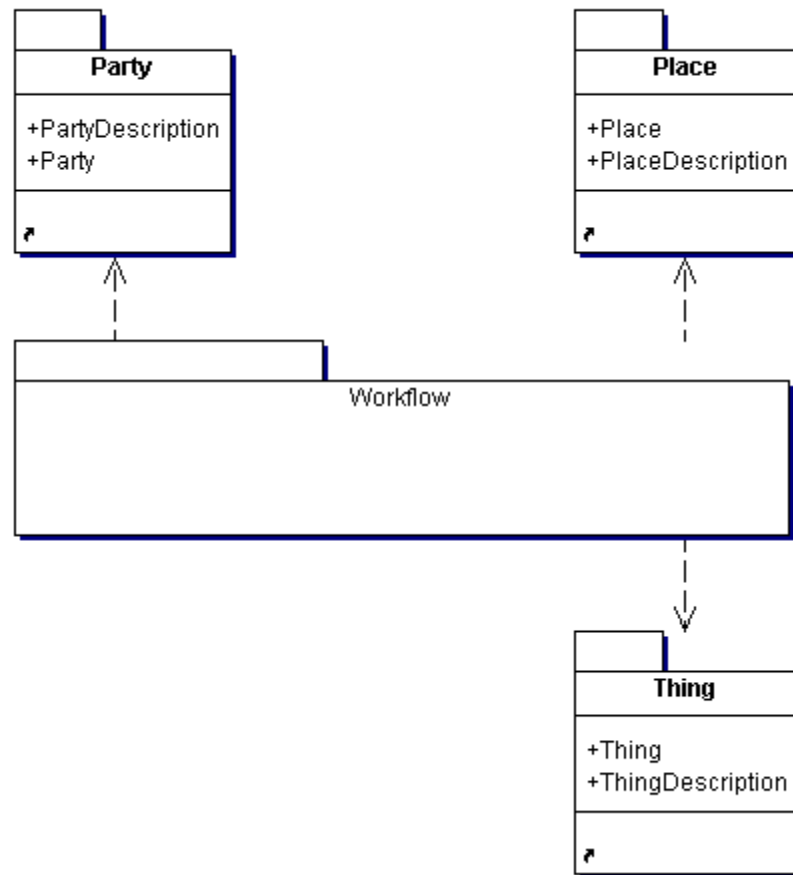 Party
+PartyDescription
+Party
Place
+Place
+PlaceDescription
Workflow
Thing
+Thing
+ThingDescription